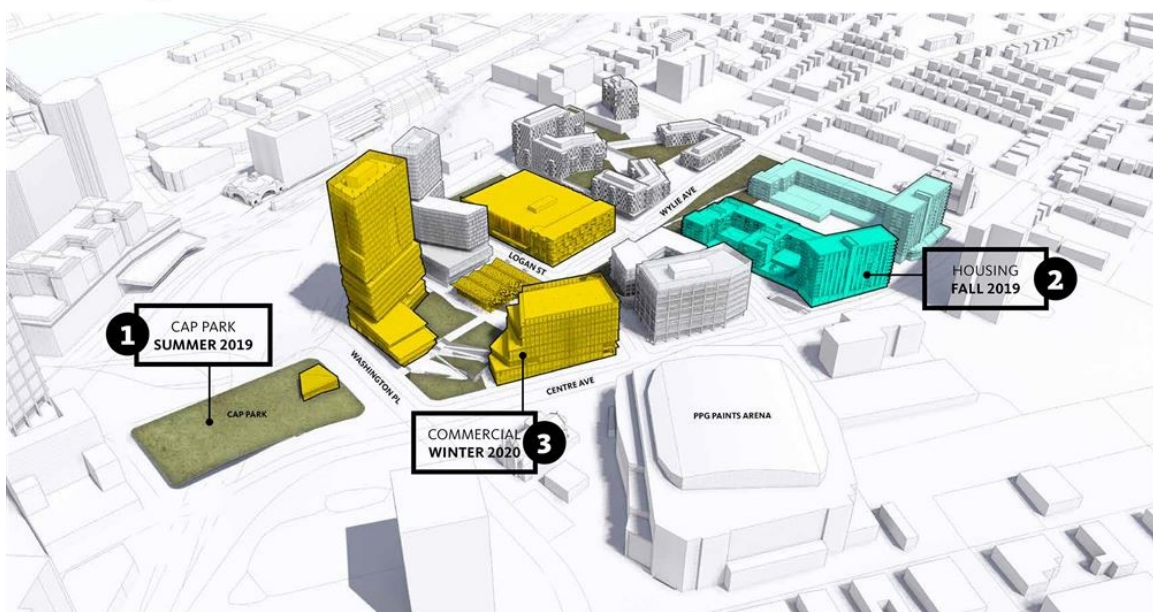 WYLIE AVE
LOGAN ST
HOUSING
FALL 2019
2
1
CAP PARK
SUMMER 2019
WASHINGTON PL
CENTRE AVE
CAP PARK
PPG PAINTS ARENA
COMMERCIAL
WINTER 2020
3